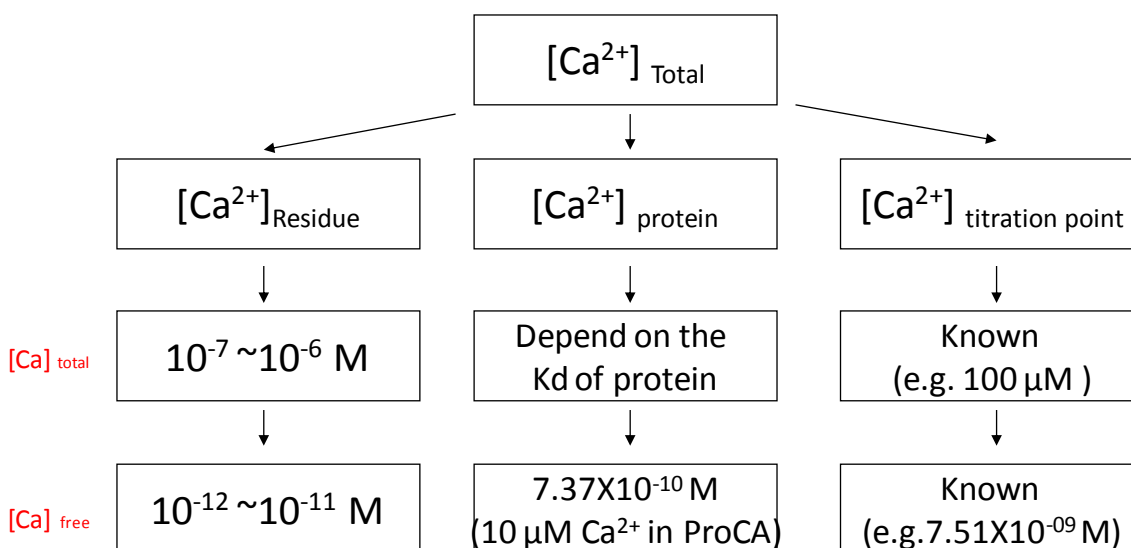 [Ca²⁺] Total
[Ca²⁺]Residue
[Ca²⁺] protein
[Ca²⁺] titration point
[Ca] total
10⁻⁷ ~10⁻⁶ M
Depend on the
Kd of protein
Known
(e.g. 100 µM )
[Ca] free
10⁻¹² ~10⁻¹¹ M
7.37X10⁻¹⁰ M
(10 µM Ca²⁺ in ProCA)
Known
(e.g.7.51X10⁻⁰⁹ M)